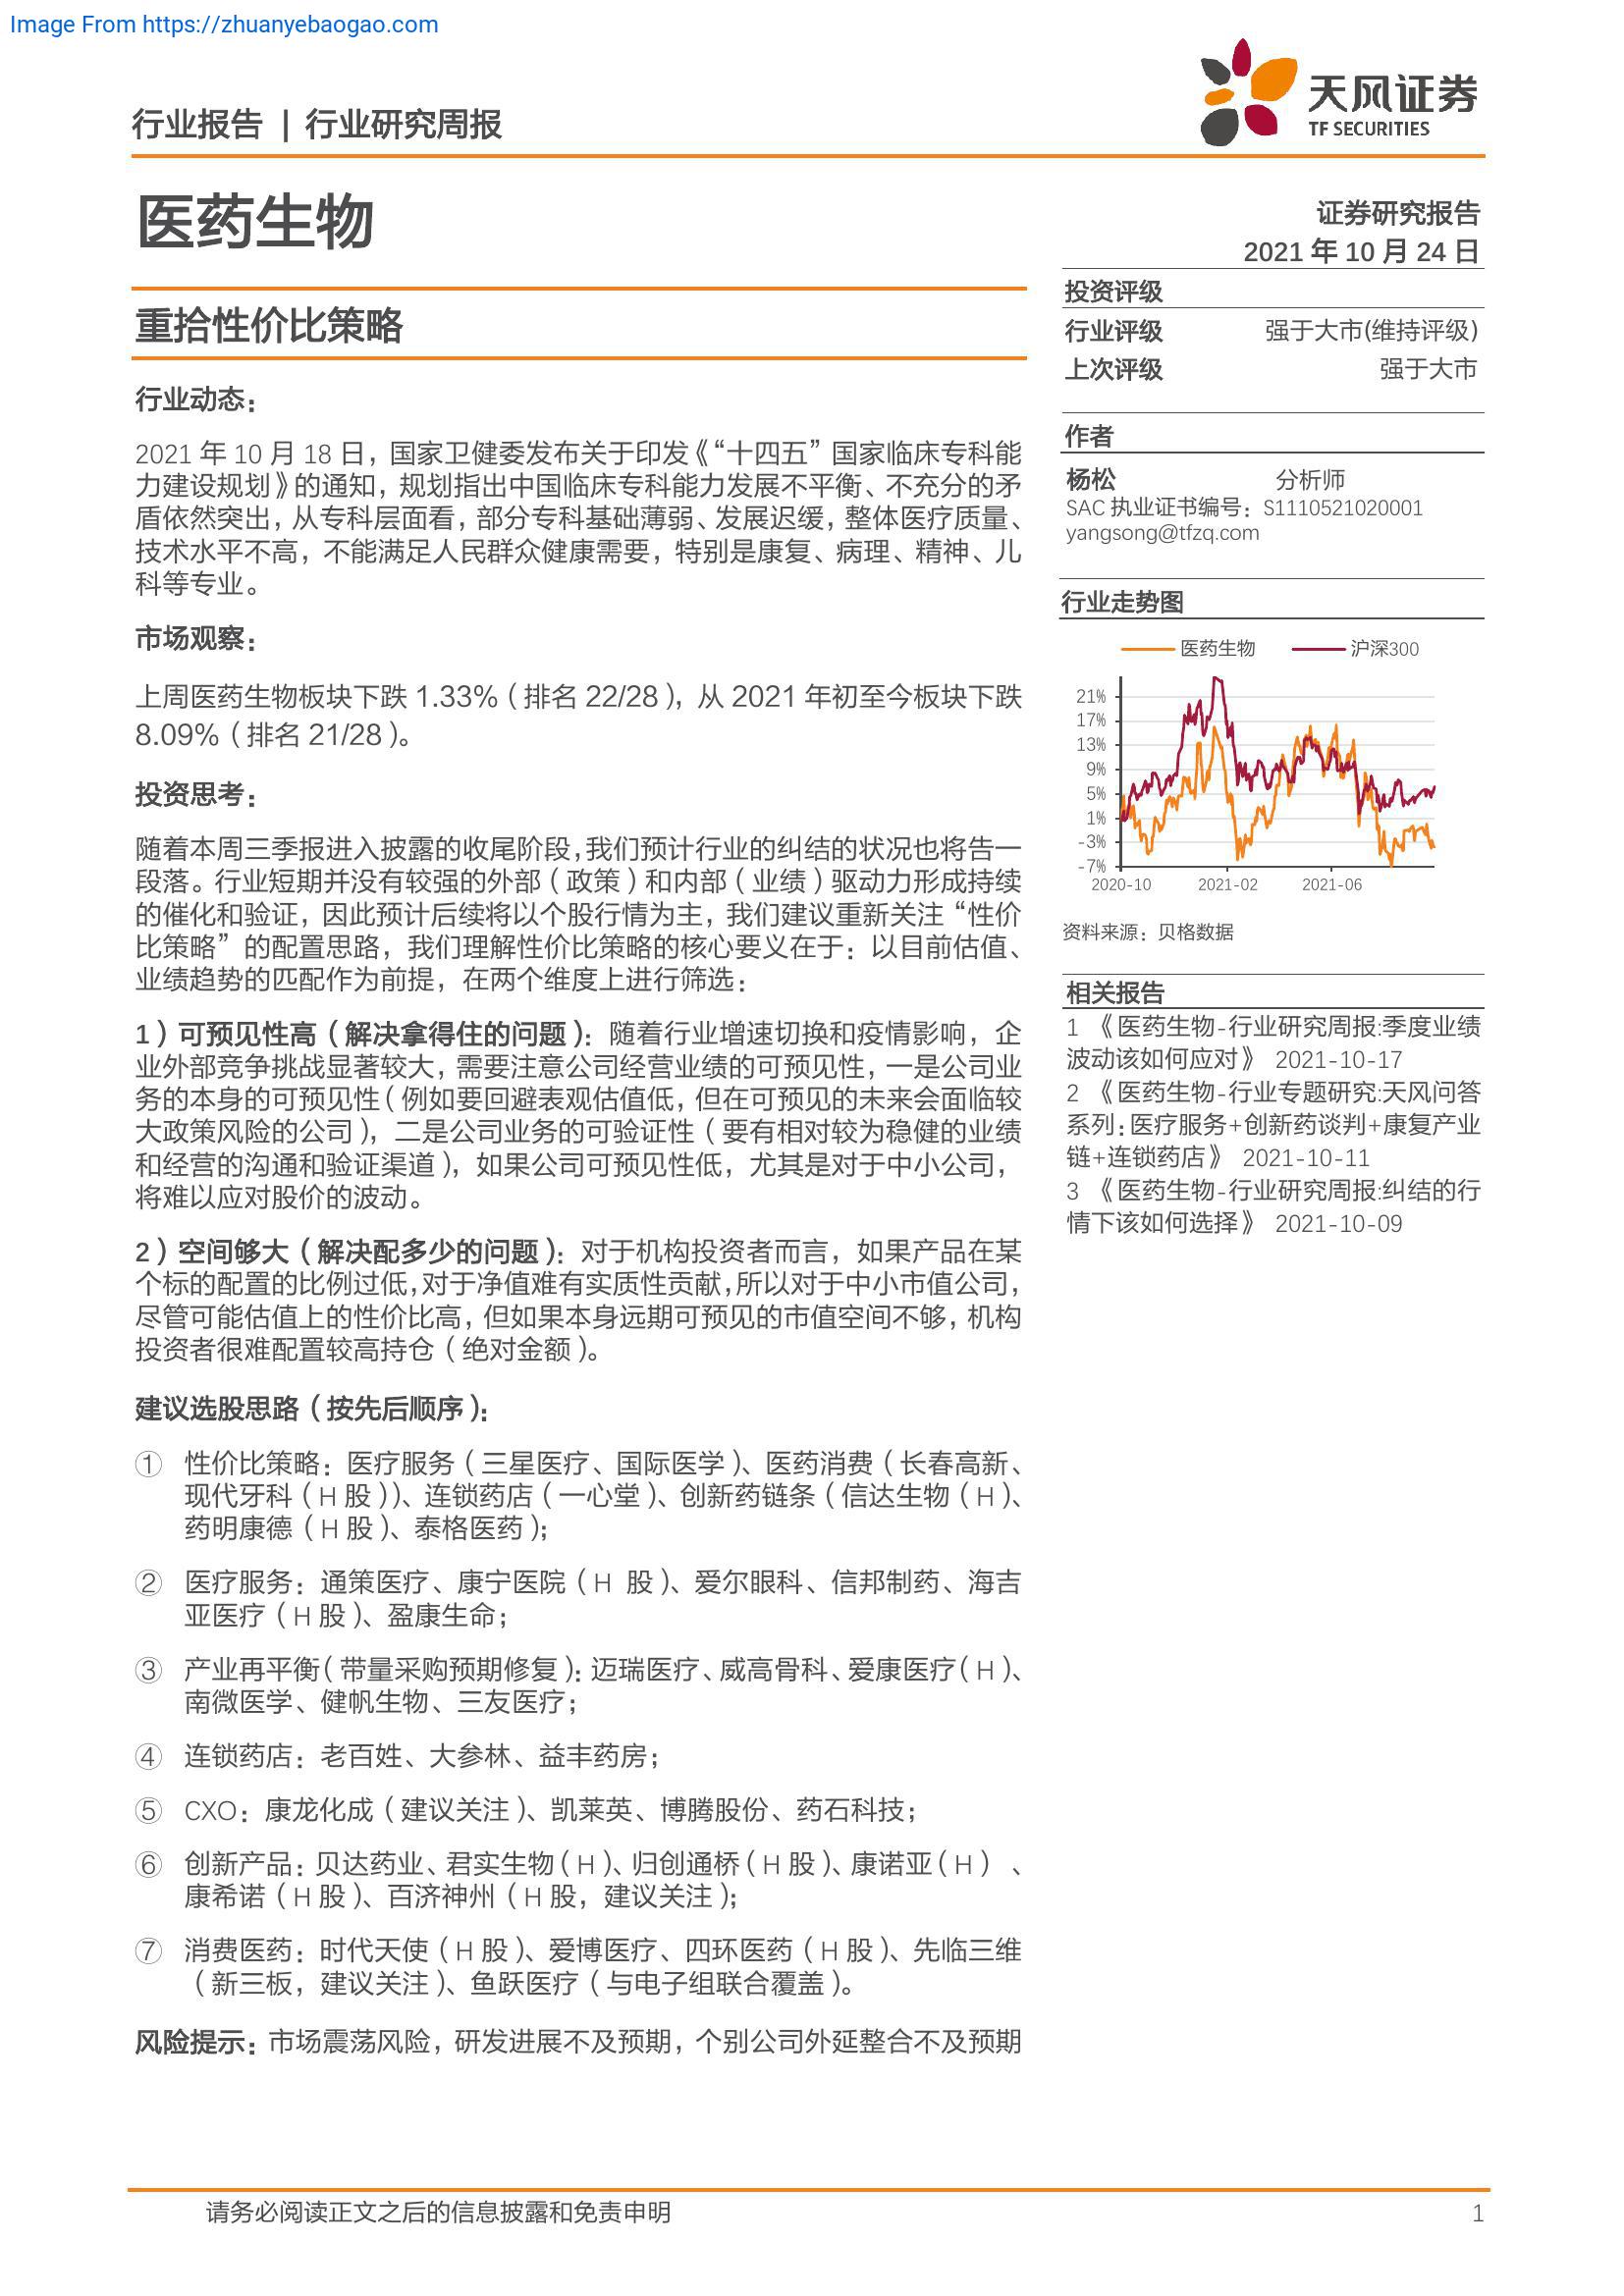 Image From https://zhuanyebaogao.com
行业报告 | 行业研究周报
天风证券
TF SECURITIES
医药生物
证券研究报告
2021 年 10 月 24 日
重拾性价比策略
行业动态：
2021 年 10 月 18 日，国家卫健委发布关于印发《“十四五”国家临床专科能
力建设规划》的通知，规划指出中国临床专科能力发展不平衡、不充分的矛
盾依然突出，从专科层面看，部分专科基础薄弱、发展迟缓，整体医疗质量、
技术水平不高，不能满足人民群众健康需要，特别是康复、病理、精神、儿
科等专业。
市场观察：
上周医药生物板块下跌 1.33%（排名 22/28），从 2021 年初至今板块下跌
8.09%（排名 21/28）。
投资思考：
随着本周三季报进入披露的收尾阶段，我们预计行业的纠结的状况也将告一
段落。行业短期并没有较强的外部（政策）和内部（业绩）驱动力形成持续
的催化和验证，因此预计后续将以个股行情为主，我们建议重新关注“性价
比策略”的配置思路，我们理解性价比策略的核心要义在于：以目前估值、
业绩趋势的匹配作为前提，在两个维度上进行筛选：
1）可预见性高（解决拿得住的问题）：随着行业增速切换和疫情影响，企
业外部竞争挑战显著较大，需要注意公司经营业绩的可预见性，一是公司业
务的本身的可预见性（例如要回避表观估值低，但在可预见的未来会面临较
大政策风险的公司），二是公司业务的可验证性（要有相对较为稳健的业绩
和经营的沟通和验证渠道），如果公司可预见性低，尤其是对于中小公司，
将难以应对股价的波动。
2）空间够大（解决配多少的问题）：对于机构投资者而言，如果产品在某
个标的配置的比例过低，对于净值难有实质性贡献，所以对于中小市值公司，
尽管可能估值上的性价比高，但如果本身远期可预见的市值空间不够，机构
投资者很难配置较高持仓（绝对金额）。
建议选股思路（按先后顺序）：
① 性价比策略：医疗服务（三星医疗、国际医学）、医药消费（长春高新、
现代牙科（H 股））、连锁药店（一心堂）、创新药链条（信达生物（H）、
药明康德（H 股）、泰格医药）；
② 医疗服务：通策医疗、康宁医院（H 股）、爱尔眼科、信邦制药、海吉
亚医疗（H 股）、盈康生命；
③ 产业再平衡（带量采购预期修复）：迈瑞医疗、威高骨科、爱康医疗（H）、
南微医学、健帆生物、三友医疗；
④ 连锁药店：老百姓、大参林、益丰药房；
⑤ CXO：康龙化成（建议关注）、凯莱英、博腾股份、药石科技；
⑥ 创新产品：贝达药业、君实生物（H）、归创通桥（H 股）、康诺亚（H）、
康希诺（H 股）、百济神州（H 股，建议关注）；
⑦ 消费医药：时代天使（H 股）、爱博医疗、四环医药（H 股）、先临三维
（新三板，建议关注）、鱼跃医疗（与电子组联合覆盖）。
风险提示：市场震荡风险，研发进展不及预期，个别公司外延整合不及预期
投资评级
行业评级 强于大市(维持评级)
上次评级 强于大市
作者
杨松 分析师
SAC 执业证书编号：S1110521020001
yangsong@tfzq.com
行业走势图
医药生物 沪深300
21%
17%
13%
9%
5%
1%
-3%
-7%
2020-10 2021-02 2021-06
资料来源：贝格数据
相关报告
1 《医药生物-行业研究周报:季度业绩
波动该如何应对》 2021-10-17
2 《医药生物-行业专题研究:天风问答
系列:医疗服务+创新药谈判+康复产业
链+连锁药店》 2021-10-11
3 《医药生物-行业研究周报:纠结的行
情下该如何选择》 2021-10-09
请务必阅读正文之后的信息披露和免责申明
1